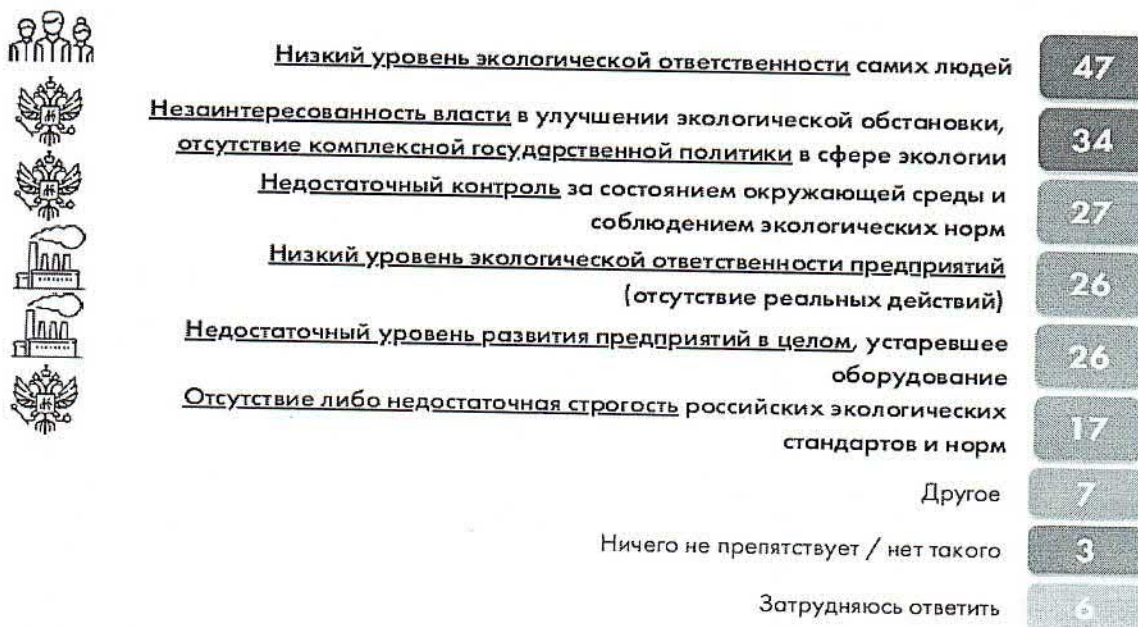 Низкий уровень экологической ответственности самих людей 47
Незаинтересованность власти в улучшении экологической обстановки,
отсутствие комплексной государственной политики в сфере экологии 34
Недостаточный контроль за состоянием окружающей среды и
соблюдением экологических норм 27
Низкий уровень экологической ответственности предприятий
(отсутствие реальных действий) 26
Недостаточный уровень развития предприятий в целом, устаревшее
оборудование 26
Отсутствие либо недостаточная строгость российских экологических
стандартов и норм 17
Другое 7
Ничего не препятствует / нет такого 3
Затрудняюсь ответить 6